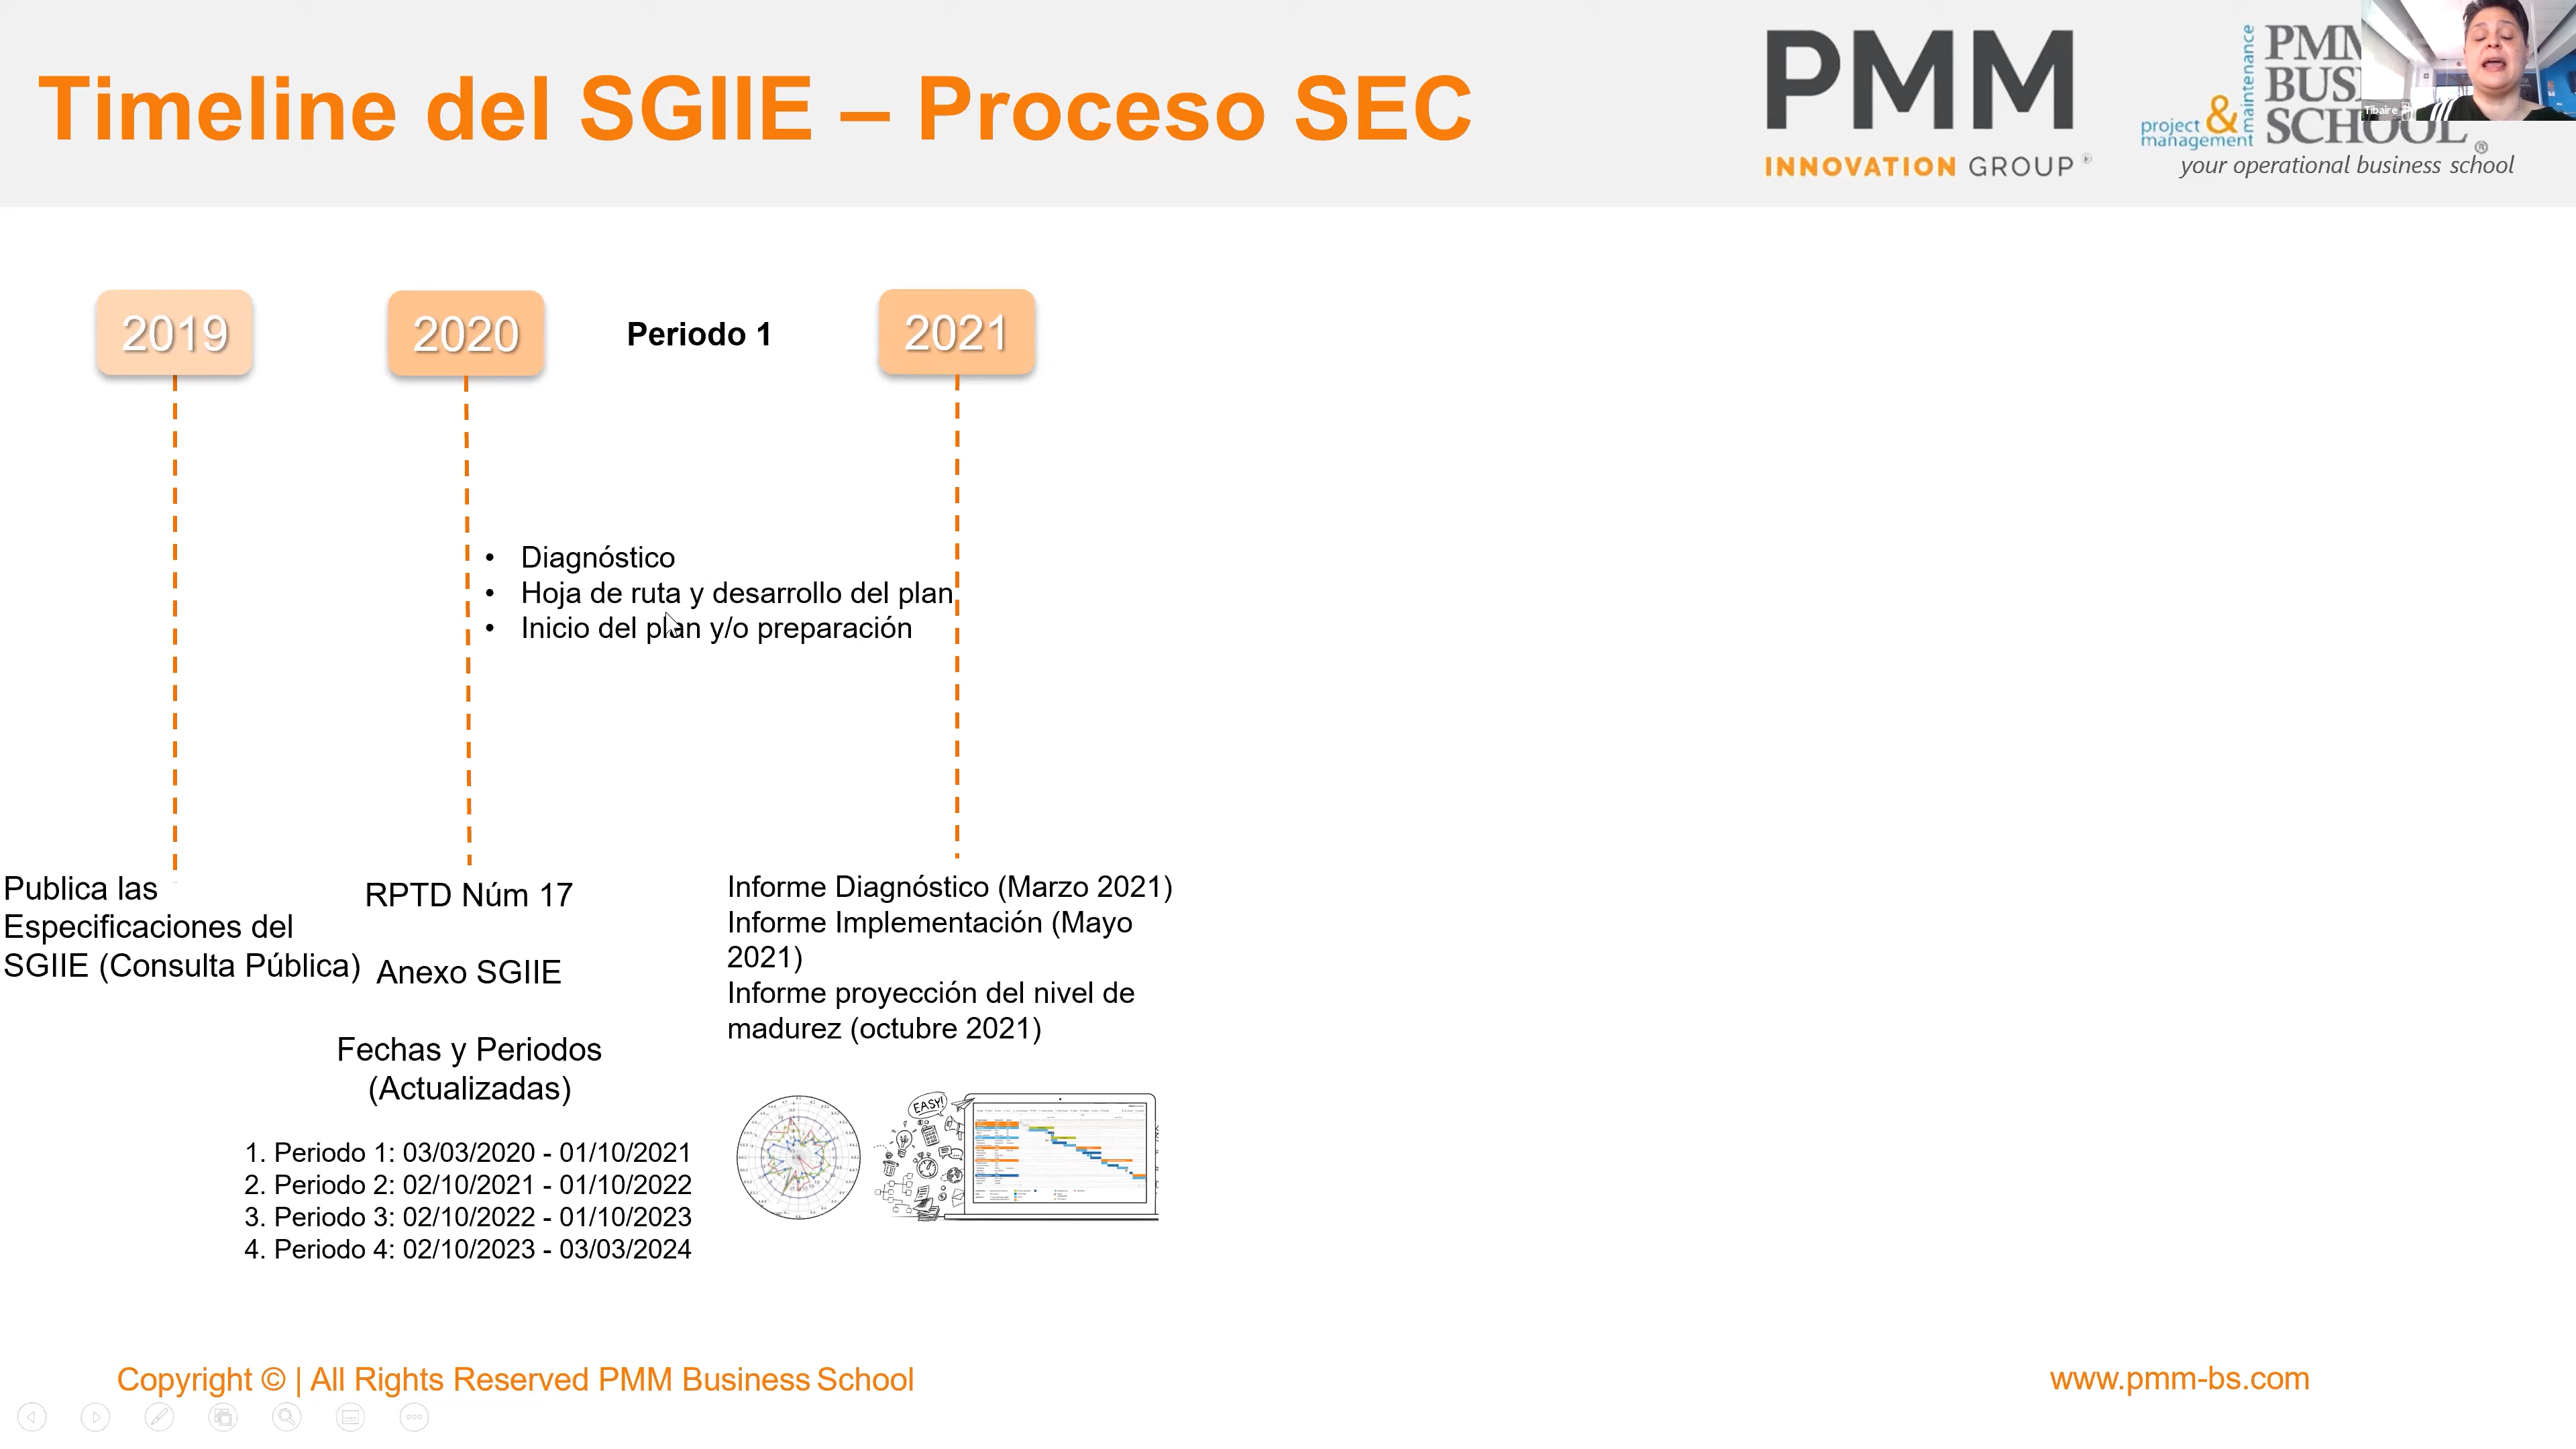 Timeline del SGIIE – Proceso SEC
PMM
INNOVATION GROUP ®
project & management
maintenance
SCHOOL ®
your operational business school
Tibaire
2019
2020
Periodo 1
2021
• Diagnóstico
• Hoja de ruta y desarrollo del plan
• Inicio del plan y/o preparación
Publica las
Especificaciones del
SGIIE (Consulta Pública)
RPTD Núm 17
Anexo SGIIE
Fechas y Periodos
(Actualizadas)
1. Periodo 1: 03/03/2020 - 01/10/2021
2. Periodo 2: 02/10/2021 - 01/10/2022
3. Periodo 3: 02/10/2022 - 01/10/2023
4. Periodo 4: 02/10/2023 - 03/03/2024
Informe Diagnóstico (Marzo 2021)
Informe Implementación (Mayo
2021)
Informe proyección del nivel de
madurez (octubre 2021)
EASY!
Copyright © | All Rights Reserved PMM Business School
www.pmm-bs.com